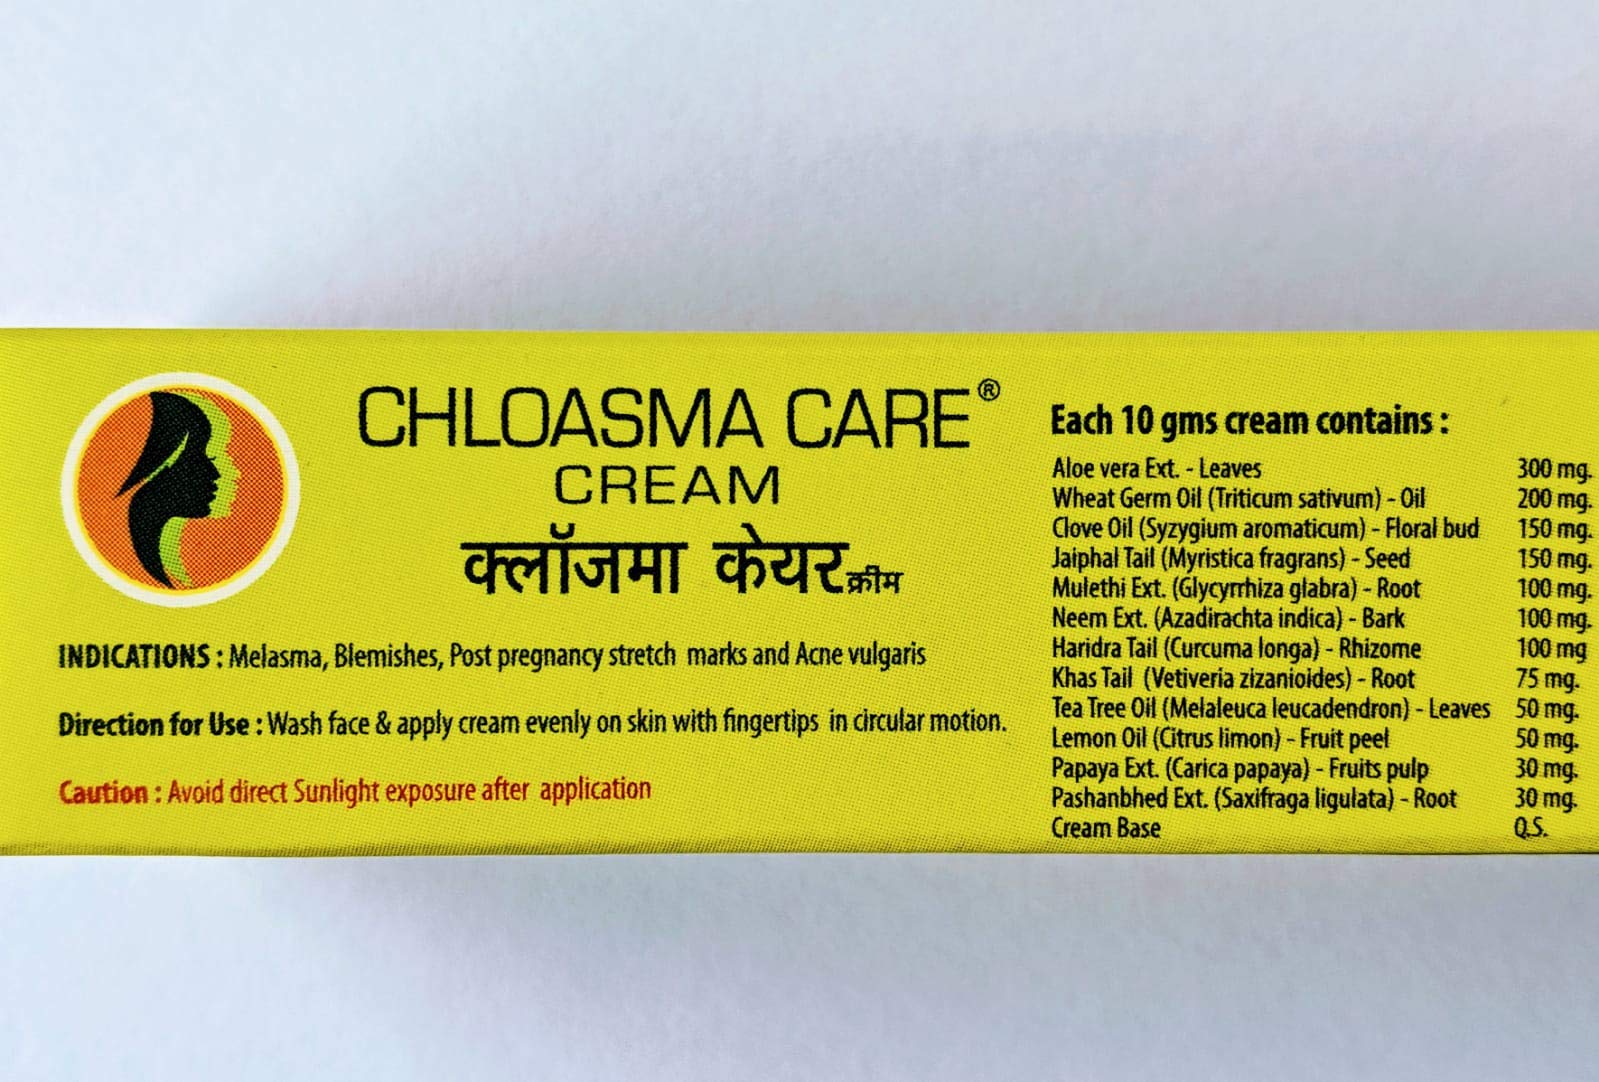 CHLOASMA CARE®
CREAM
क्लॉजमा केयर क्रीम
INDICATIONS : Melasma, Blemishes, Post pregnancy stretch marks and Acne vulgaris
Direction for Use : Wash face & apply cream evenly on skin with fingertips in circular motion.
Caution : Avoid direct Sunlight exposure after application
Each 10 gms cream contains :
Aloe vera Ext. - Leaves 300 mg.
Wheat Germ Oil (Triticum sativum) - Oil 200 mg.
Clove Oil (Syzygium aromaticum) - Floral bud 150 mg.
Jaiphal Tail (Myristica fragrans) - Seed 150 mg.
Mulethi Ext. (Glycyrrhiza glabra) - Root 100 mg.
Neem Ext. (Azadirachta indica) - Bark 100 mg.
Haridra Tail (Curcuma longa) - Rhizome 100 mg
Khas Tail (Vetiveria zizanioides) - Root 75 mg.
Tea Tree Oil (Melaleuca leucadendron) - Leaves 50 mg.
Lemon Oil (Citrus limon) - Fruit peel 50 mg.
Papaya Ext. (Carica papaya) - Fruits pulp 30 mg.
Pashanbhed Ext. (Saxifraga ligulata) - Root 30 mg.
Cream Base Q.S.